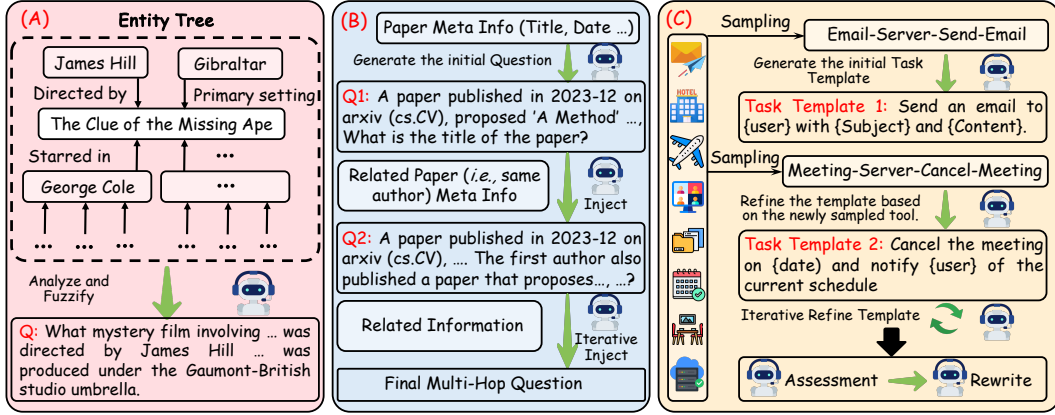 (A)
Entity Tree
James Hill
Gibraltar
Directed by
Primary setting
The Clue of the Missing Ape
Starred in
...
George Cole
...
... ... ... ... ... ...
Analyze and
Fuzzify
Q: What mystery film involving ... was
directed by James Hill ... was
produced under the Gaumont-British
studio umbrella.
(B)
Paper Meta Info (Title, Date ...)
Generate the initial Question
Q1: A paper published in 2023-12 on
arxiv (cs.CV), proposed 'A Method' ...,
What is the title of the paper?
Related Paper (i.e., same
author) Meta Info
Inject
Q2: A paper published in 2023-12 on
arxiv (cs.CV), .... The first author also
published a paper that proposes..., ...?
Related Information
Iterative
Inject
Final Multi-Hop Question
(C)
Sampling
Email-Server-Send-Email
Generate the initial Task
Template
HOTEL
Task Template 1: Send an email to
{user} with {Subject} and {Content}.
Sampling
Meeting-Server-Cancel-Meeting
Refine the template based
on the newly sampled tool.
Task Template 2: Cancel the meeting
on {date) and notify {user} of the
current schedule
Iterative Refine Template
Assessment
Rewrite